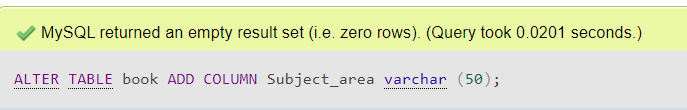 MySQL returned an empty result set (i.e. zero rows). (Query took 0.0201 seconds.)
ALTER TABLE book ADD COLUMN Subject_area varchar (50);